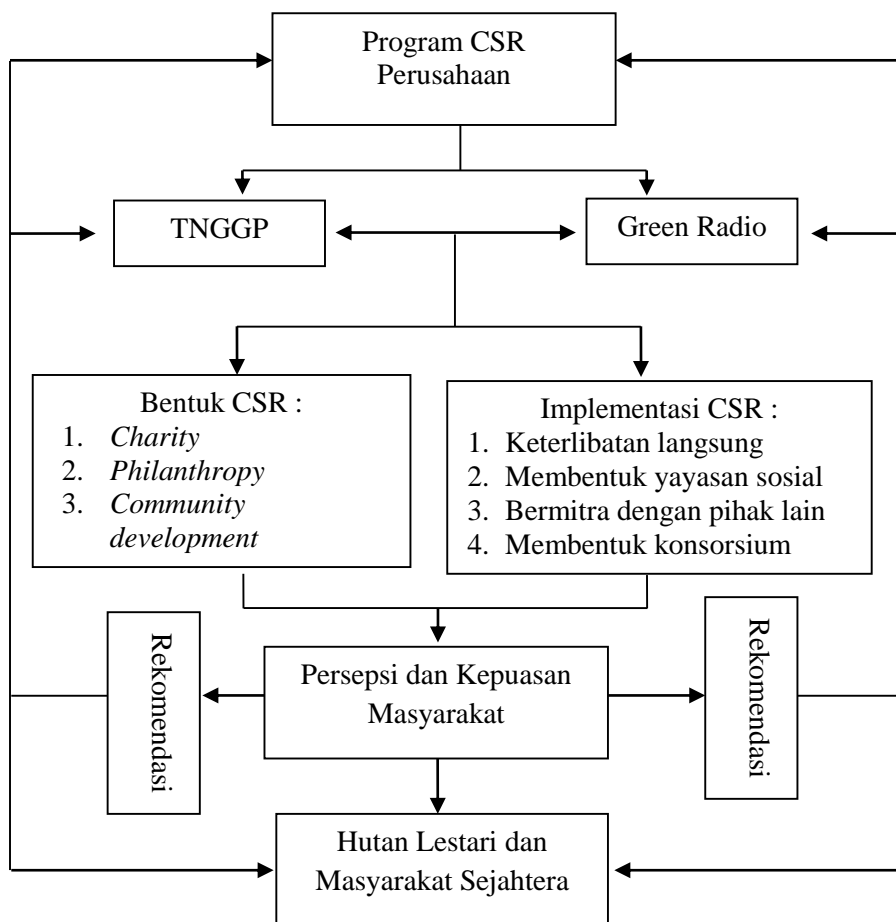 Program CSR
Perusahaan
TNGGP
Green Radio
Bentuk CSR :
1. Charity
2. Philanthropy
3. Community
development
Implementasi CSR :
1. Keterlibatan langsung
2. Membentuk yayasan sosial
3. Bermitra dengan pihak lain
4. Membentuk konsorsium
Rekomendasi
Persepsi dan Kepuasan
Masyarakat
Rekomendasi
Hutan Lestari dan
Masyarakat Sejahtera